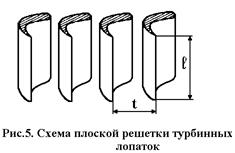 ℓ
t
Рис.5. Схема плоской решетки турбинных
лопаток